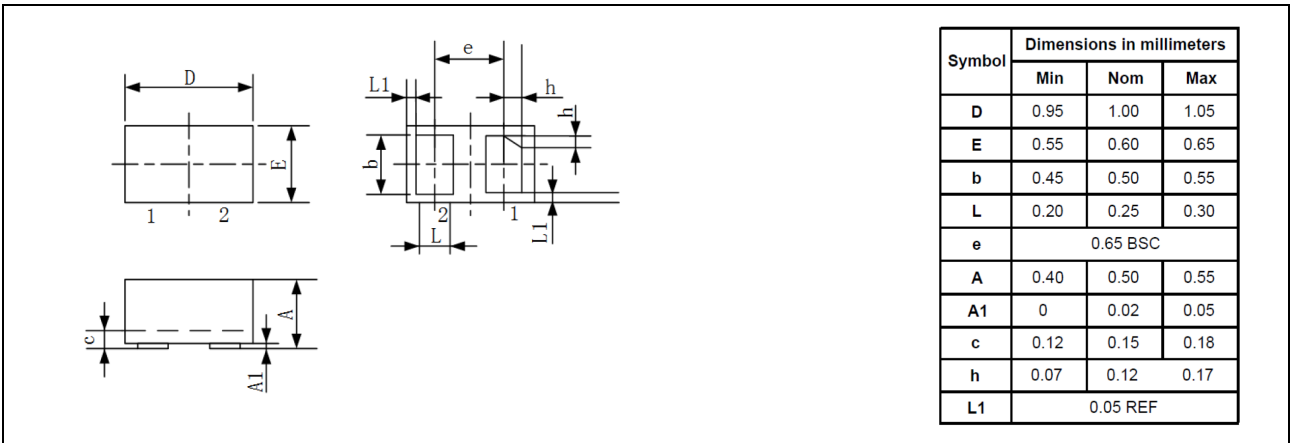 D
E
1 2
e
L1
h
h
b
2 1
L
L1
A
c
A1
Symbol Dimensions in millimeters
Min Nom Max
D 0.95 1.00 1.05
E 0.55 0.60 0.65
b 0.45 0.50 0.55
L 0.20 0.25 0.30
e 0.65 BSC
A 0.40 0.50 0.55
A1 0 0.02 0.05
c 0.12 0.15 0.18
h 0.07 0.12 0.17
L1 0.05 REF